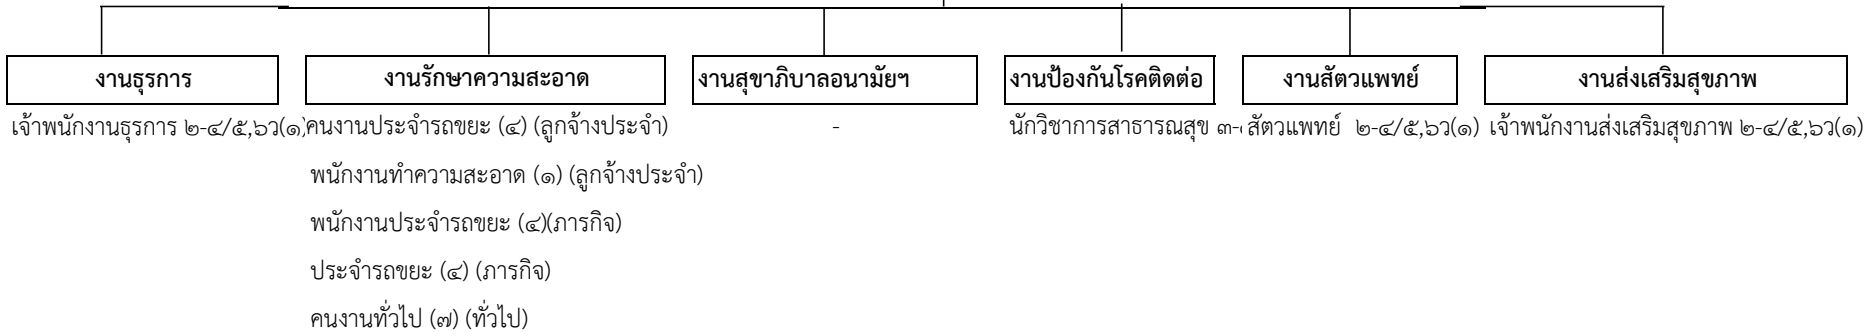 งานธุรการ
งานรักษาความสะอาด
งานสุขาภิบาลอนามัยฯ
งานป้องกันโรคติดต่อ
งานสัตวแพทย์
งานส่งเสริมสุขภาพ
เจ้าพนักงานธุรการ ๒-๔/๕,๖ว(๑)
คนงานประจำรถขยะ (๔) (ลูกจ้างประจำ)
-
นักวิชาการสาธารณสุข ๓-
สัตวแพทย์ ๒-๔/๕,๖ว(๑)
เจ้าพนักงานส่งเสริมสุขภาพ ๒-๔/๕,๖ว(๑)
พนักงานทำความสะอาด (๑) (ลูกจ้างประจำ)
พนักงานประจำรถขยะ (๔)(ภารกิจ)
ประจำรถขยะ (๔) (ภารกิจ)
คนงานทั่วไป (๗) (ทั่วไป)